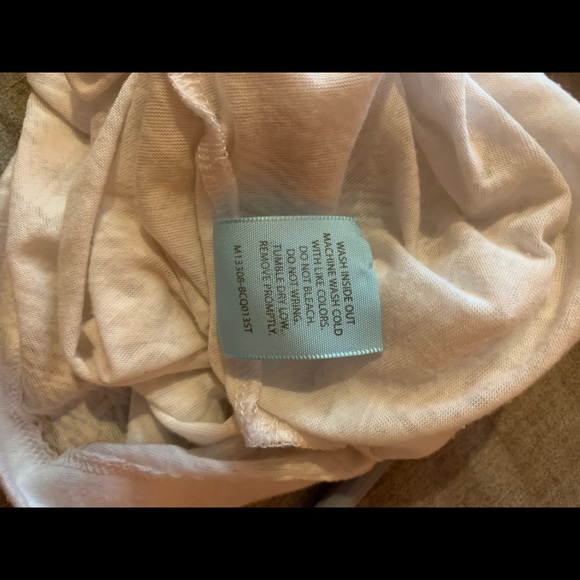 WASH INSIDE OUT
MACHINE WASH COLD
WITH LIKE COLORS.
DO NOT BLEACH.
DO NOT WRING.
TUMBLE DRY LOW.
REMOVE PROMPTLY.
M13308-BCQ013ST